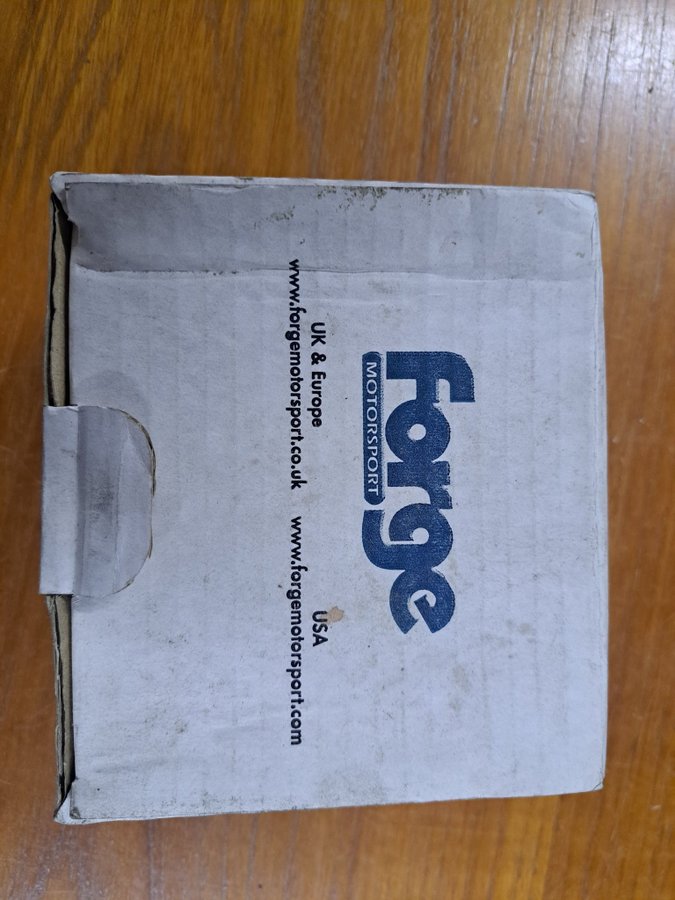 Forge
MOTORSPORT
UK & Europe
www.forgemotorsport.co.uk
USA
www.forgemotorsport.com